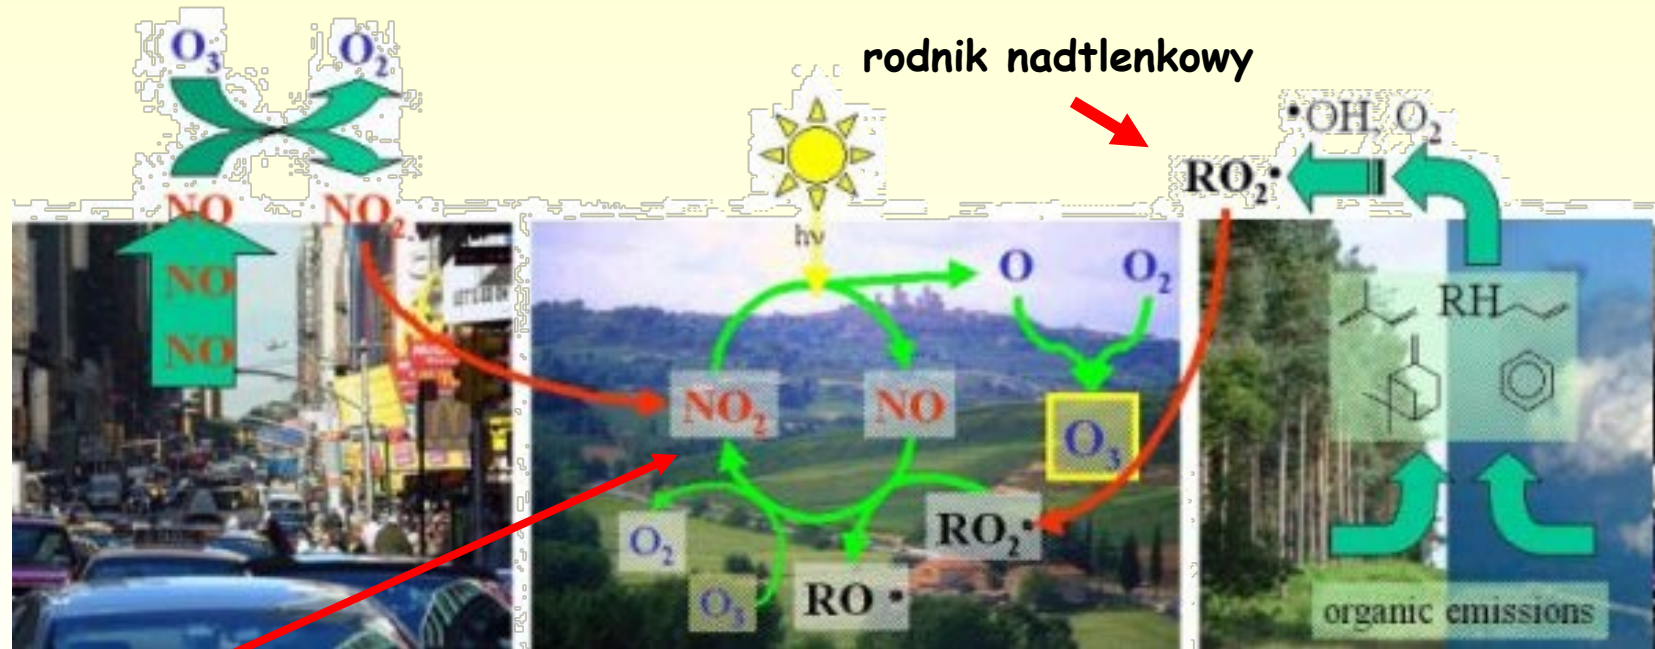 O₃ O₂
rodnik nadtlenkowy
•OH, O₂
RO₂•
NO NO₂
hν
NO
NO
O O₂
RH
NO₂ NO
O₃
RO₂•
O₂
O₃ RO •
organic emissions